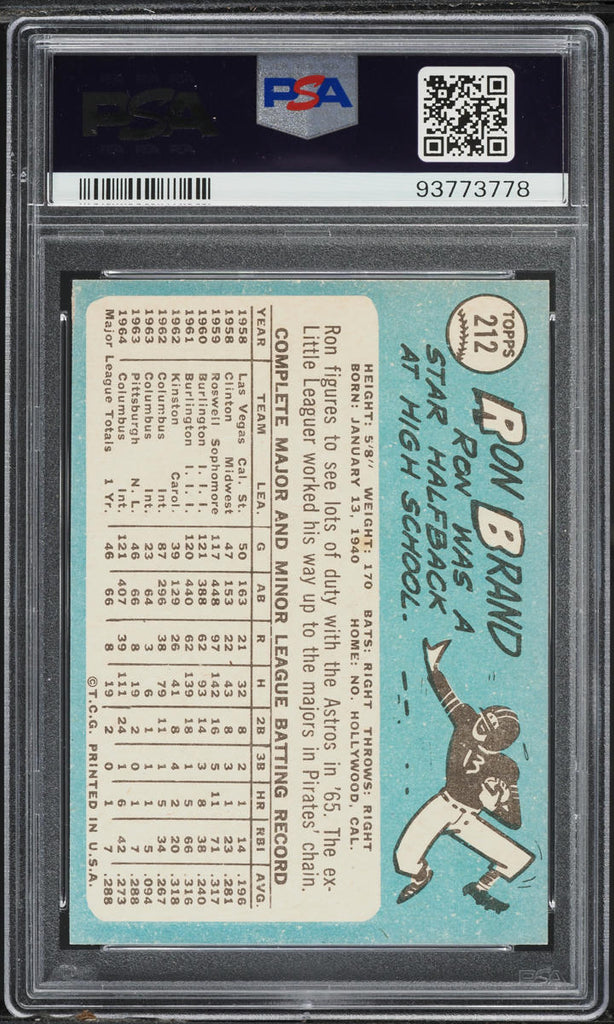 PSA
PSA
93773778
TOPPS
212
RON BRAND
RON WAS A
STAR HALFBACK
AT HIGH SCHOOL.
HEIGHT: 5'8" WEIGHT: 170 BATS: RIGHT THROWS: RIGHT
BORN: JANUARY 13, 1940 HOME: NO. HOLLYWOOD, CAL.
Ron figures to see lots of duty with the Astros in '65. The ex-
Little Leaguer worked his way up to the majors in Pirates' chain.
COMPLETE MAJOR AND MINOR LEAGUE BATTING RECORD
YEAR TEAM LEA. G AB R H 2B 3B HR RBI AVG.
1958 Las Vegas Cal. St. 50 163 21 32 8 2 1 14 .196
1958 Clinton Midwest 47 153 22 43 8 1 23 .281
1959 Roswell Sophomore 117 448 97 142 16 5 11 71 .317
1960 Burlington I. I. I. 121 388 62 93 14 3 8 38 .240
1961 Burlington I. I. I. 120 440 62 139 18 1 5 66 .316
1962 Kinston Carol. 39 129 26 41 8 4 2 20 .318
1962 Columbus Int. 87 296 38 79 11 1 5 34 .267
1963 Columbus Int. 23 64 3 6 1 1 5 .094
1963 Pittsburgh N. L. 46 66 8 19 2 0 1 7 .288
1964 Columbus Int. 121 407 39 111 24 1 6 42 .273
Major League Totals 1 Yr. 46 66 8 19 2 0 1 7 .288
©T.C.G. PRINTED IN U.S.A.
PSA